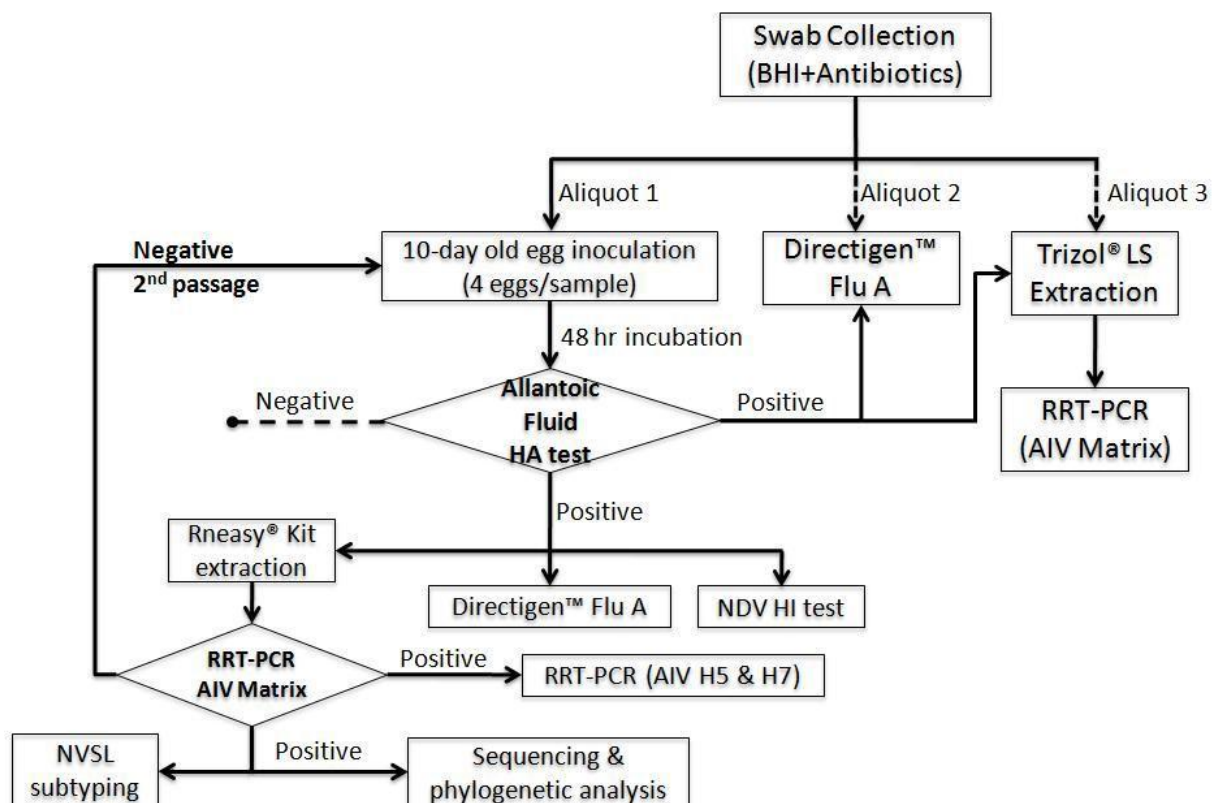 Swab Collection
(BHI+Antibiotics)
Aliquot 1
Aliquot 2
Aliquot 3
Negative
2nd passage
10-day old egg inoculation
(4 eggs/sample)
Directigen™
Flu A
Trizol® LS
Extraction
48 hr incubation
Negative
Allantoic
Fluid
HA test
Positive
RRT-PCR
(AIV Matrix)
Positive
Rneasy® Kit
extraction
Directigen™ Flu A
NDV HI test
RRT-PCR
AIV Matrix
Positive
RRT-PCR (AIV H5 & H7)
NVSL
subtyping
Positive
Sequencing &
phylogenetic analysis